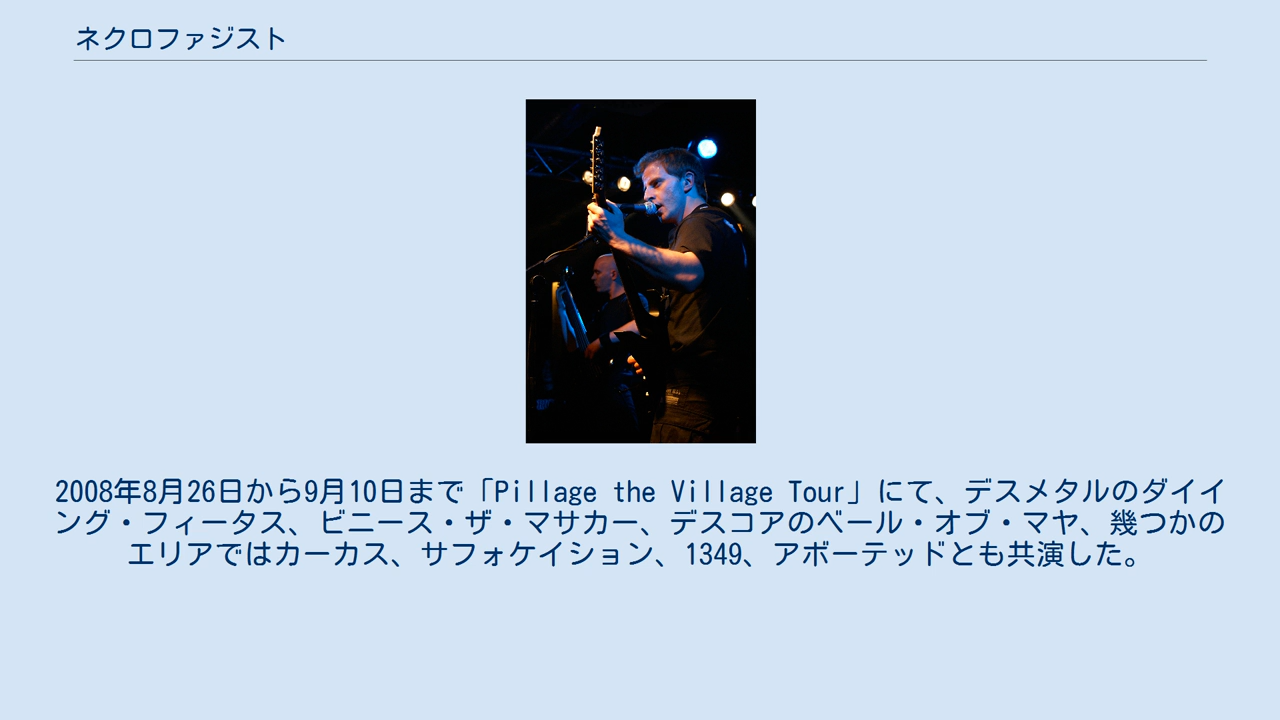 ネクロファジスト
2008年8月26日から9月10日まで「Pillage the Village Tour」にて、デスメタルのダイイ
ング・フィータス、ビニース・ザ・マサカー、デスコアのベール・オブ・マヤ、幾つかの
エリアではカーカス、サフォケイション、1349、アボーテッドとも共演した。